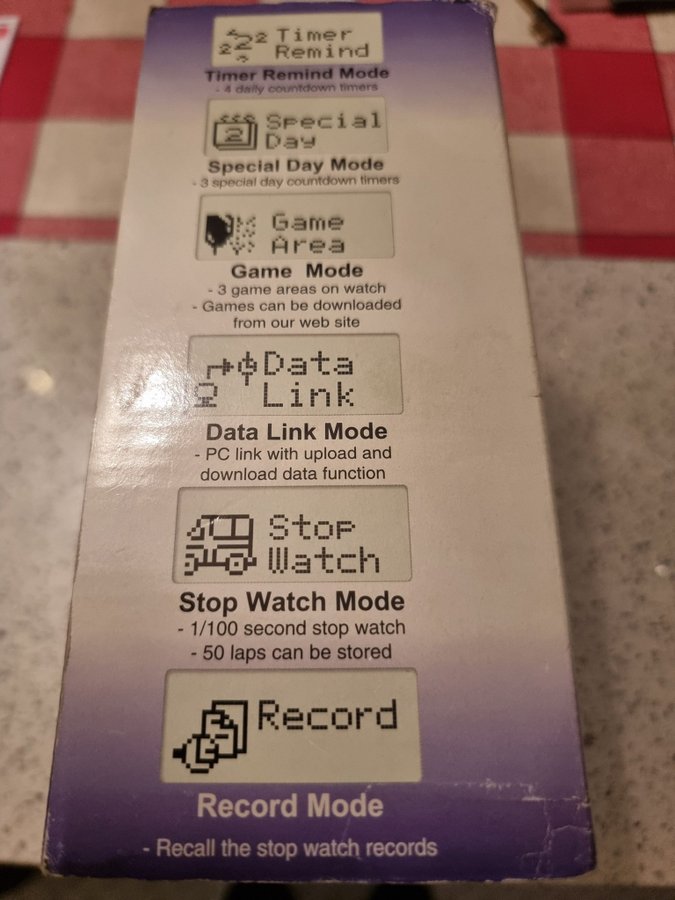 Timer
Remind
Timer Remind Mode
- 4 daily countdown timers
2
Special
Day
Special Day Mode
- 3 special day countdown timers
Game
Area
Game Mode
- 3 game areas on watch
- Games can be downloaded
from our web site
Data
Link
Data Link Mode
- PC link with upload and
download data function
Stop
Watch
Stop Watch Mode
- 1/100 second stop watch
- 50 laps can be stored
Record
Record Mode
- Recall the stop watch records